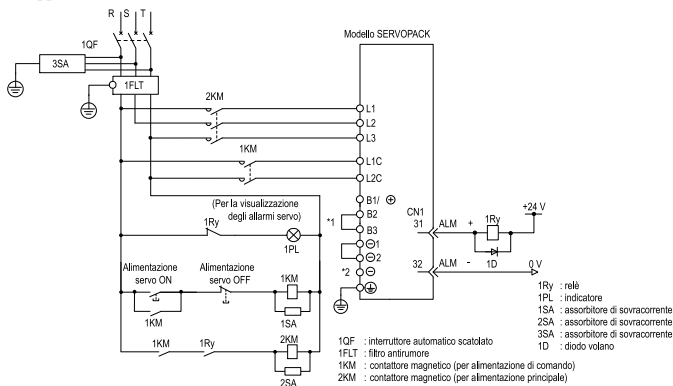 R S T
1QF
3SA
1FLT
Modello SERVOPACK
2KM
L1
L2
L3
1KM
L1C
L2C
(Per la visualizzazione
degli allarmi servo)
1Ry
1PL
B1/ ⊕
*1
B2
B3
⊖1
⊖2
*2 ⊖
CN1
31
ALM
+
1Ry
+24 V
32
ALM
-
1D
0 V
Alimentazione
servo ON
Alimentazione
servo OFF
1KM
1KM
1SA
1KM
1Ry
2KM
2SA
1QF : interruttore automatico scatolato
1FLT : filtro antirumore
1KM : contattore magnetico (per alimentazione di comando)
2KM : contattore magnetico (per alimentazione principale)
1Ry : relè
1PL : indicatore
1SA : assorbitore di sovracorrente
2SA : assorbitore di sovracorrente
3SA : assorbitore di sovracorrente
1D : diodo volano